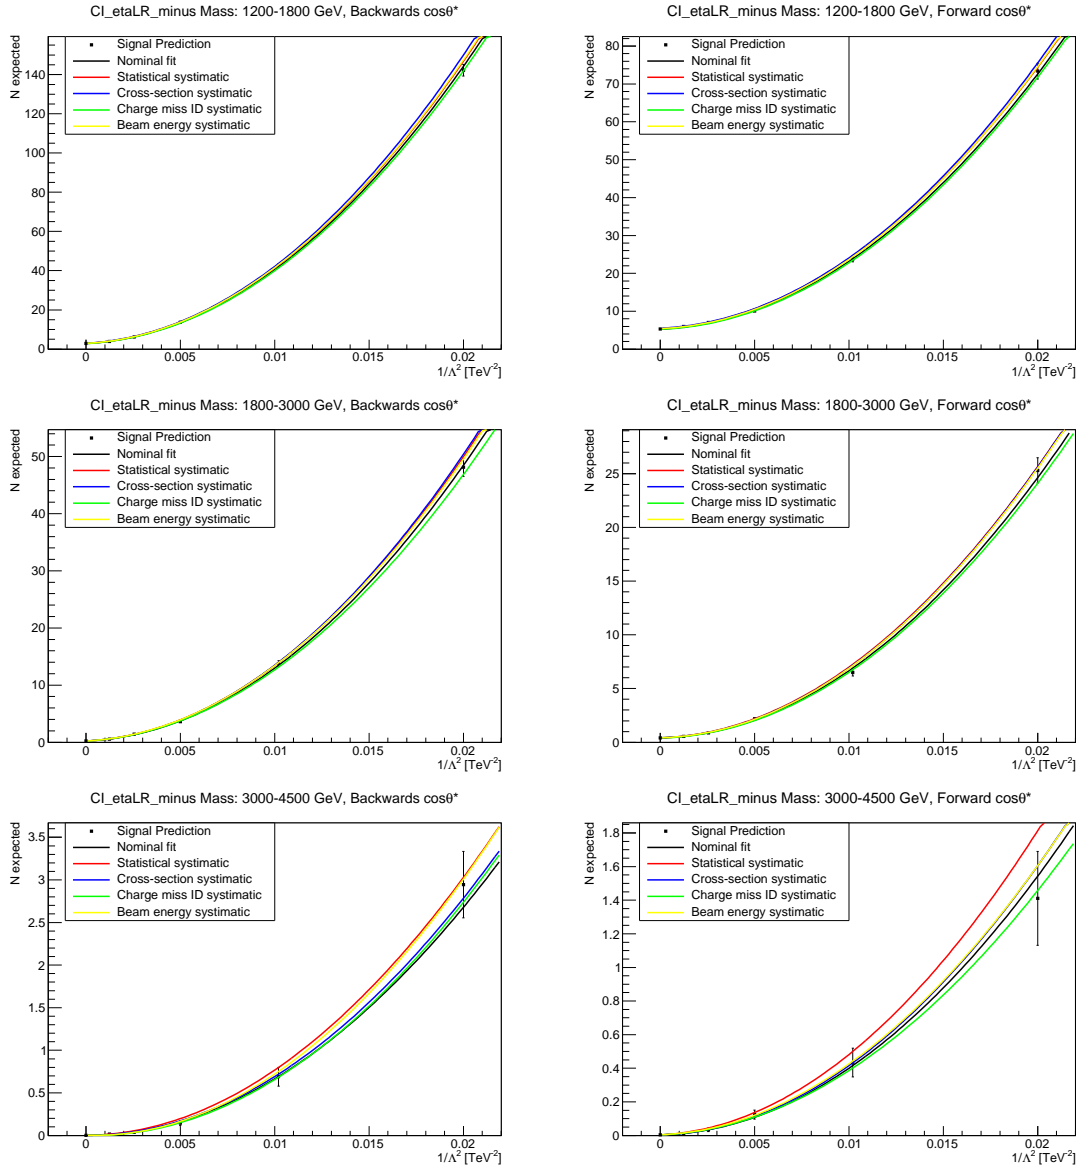 CI_etaLR_minus Mass: 1200-1800 GeV, Backwards cosθ*
N expected
Signal Prediction
Nominal fit
Statistical systimatic
Cross-section systimatic
Charge miss ID systimatic
Beam energy systimatic
140
120
100
80
60
40
20
0
0 0.005 0.01 0.015 0.02
1/Λ² [TeV⁻²]
CI_etaLR_minus Mass: 1200-1800 GeV, Forward cosθ*
N expected
Signal Prediction
Nominal fit
Statistical systimatic
Cross-section systimatic
Charge miss ID systimatic
Beam energy systimatic
80
70
60
50
40
30
20
10
0
0 0.005 0.01 0.015 0.02
1/Λ² [TeV⁻²]
CI_etaLR_minus Mass: 1800-3000 GeV, Backwards cosθ*
N expected
Signal Prediction
Nominal fit
Statistical systimatic
Cross-section systimatic
Charge miss ID systimatic
Beam energy systimatic
50
40
30
20
10
0
0 0.005 0.01 0.015 0.02
1/Λ² [TeV⁻²]
CI_etaLR_minus Mass: 1800-3000 GeV, Forward cosθ*
N expected
Signal Prediction
Nominal fit
Statistical systimatic
Cross-section systimatic
Charge miss ID systimatic
Beam energy systimatic
25
20
15
10
5
0
0 0.005 0.01 0.015 0.02
1/Λ² [TeV⁻²]
CI_etaLR_minus Mass: 3000-4500 GeV, Backwards cosθ*
N expected
Signal Prediction
Nominal fit
Statistical systimatic
Cross-section systimatic
Charge miss ID systimatic
Beam energy systimatic
3.5
3
2.5
2
1.5
1
0.5
0
0 0.005 0.01 0.015 0.02
1/Λ² [TeV⁻²]
CI_etaLR_minus Mass: 3000-4500 GeV, Forward cosθ*
N expected
Signal Prediction
Nominal fit
Statistical systimatic
Cross-section systimatic
Charge miss ID systimatic
Beam energy systimatic
1.8
1.6
1.4
1.2
1
0.8
0.6
0.4
0.2
0
0 0.005 0.01 0.015 0.02
1/Λ² [TeV⁻²]